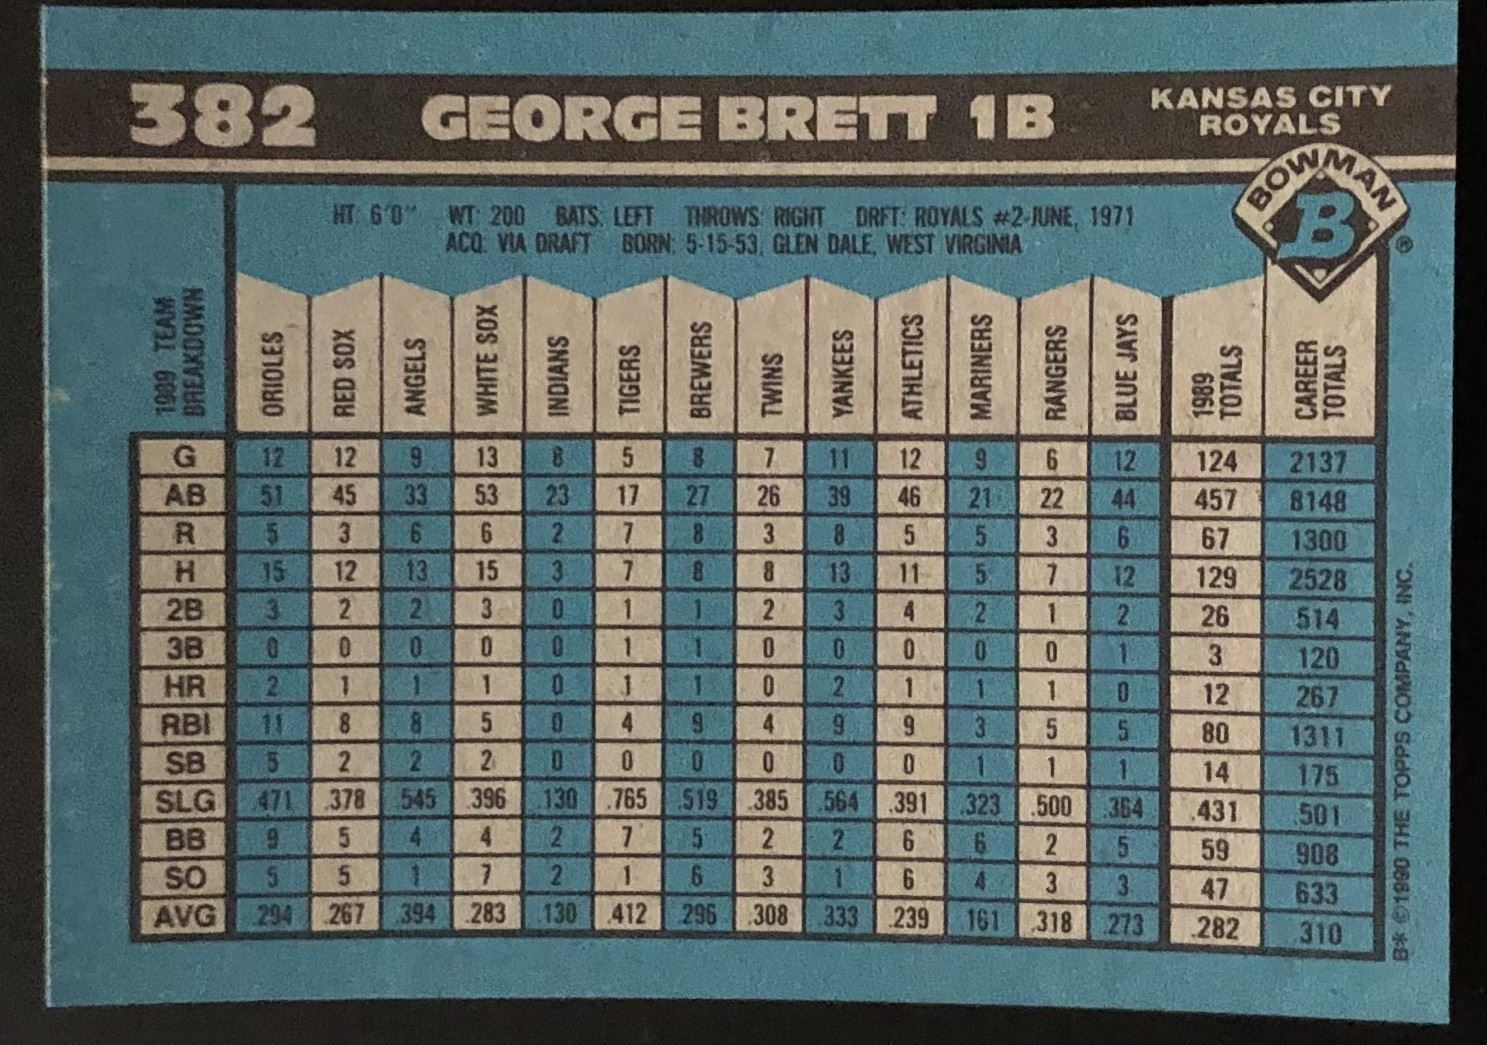 382 GEORGE BRETT 1B KANSAS CITY ROYALS
BOWMAN
B ®
HT: 6'0" WT: 200 BATS: LEFT THROWS: RIGHT DRFT: ROYALS #2-JUNE, 1971
ACQ: VIA DRAFT BORN: 5-15-53, GLEN DALE, WEST VIRGINIA
1989 TEAM BREAKDOWN ORIOLES RED SOX ANGELS WHITE SOX INDIANS TIGERS BREWERS TWINS YANKEES ATHLETICS MARINERS RANGERS BLUE JAYS 1989 TOTALS CAREER TOTALS
G 12 12 9 13 8 5 8 7 11 12 9 6 12 124 2137
AB 51 45 33 53 23 17 27 26 39 46 31 22 44 457 8148
R 5 3 6 6 2 7 8 3 8 5 5 3 6 67 1300
H 15 12 13 15 3 7 8 8 13 11 5 7 12 129 2528
2B 3 2 2 3 0 1 1 2 3 4 2 1 2 26 514
3B 0 0 0 0 0 1 1 0 0 0 0 0 1 3 120
HR 2 1 1 1 0 1 1 0 2 1 1 1 0 12 267
RBI 11 8 8 5 0 4 9 4 9 9 3 5 5 80 1311
SB 5 2 2 2 0 0 0 0 0 0 1 1 1 14 175
SLG .471 .378 .545 .396 .130 .765 .519 .385 .564 .391 .323 .500 .364 .431 .501
BB 9 5 4 4 2 7 5 2 2 6 6 2 5 59 908
SO 5 5 1 7 2 1 6 3 1 6 4 3 3 47 633
AVG .294 .267 .394 .283 .130 .412 .296 .308 .333 .239 .161 .318 .273 .282 .310
B* ©1990 THE TOPPS COMPANY, INC.